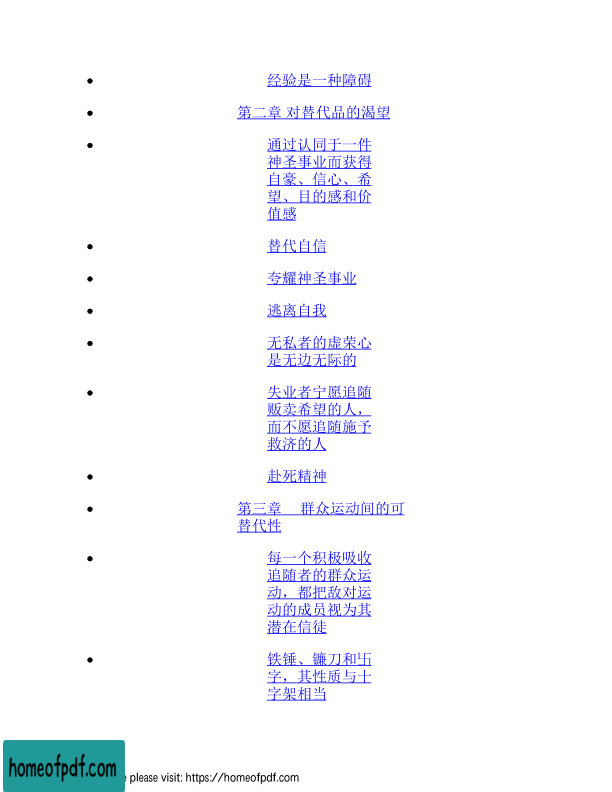 经验是一种障碍
第二章 对替代品的渴望
通过认同于一件
神圣事业而获得
自豪、信心、希
望、目的感和价
值感
替代自信
夸耀神圣事业
逃离自我
无私者的虚荣心
是无边无际的
失业者宁愿追随
贩卖希望的人，
而不愿追随施予
救济的人
赴死精神
第三章　群众运动间的可
替代性
每一个积极吸收
追随者的群众运
动，都把敌对运
动的成员视为其
潜在信徒
铁锤、镰刀和卐
字，其性质与十
字架相当
homeofpdf.com
e please visit: https://homeofpdf.com